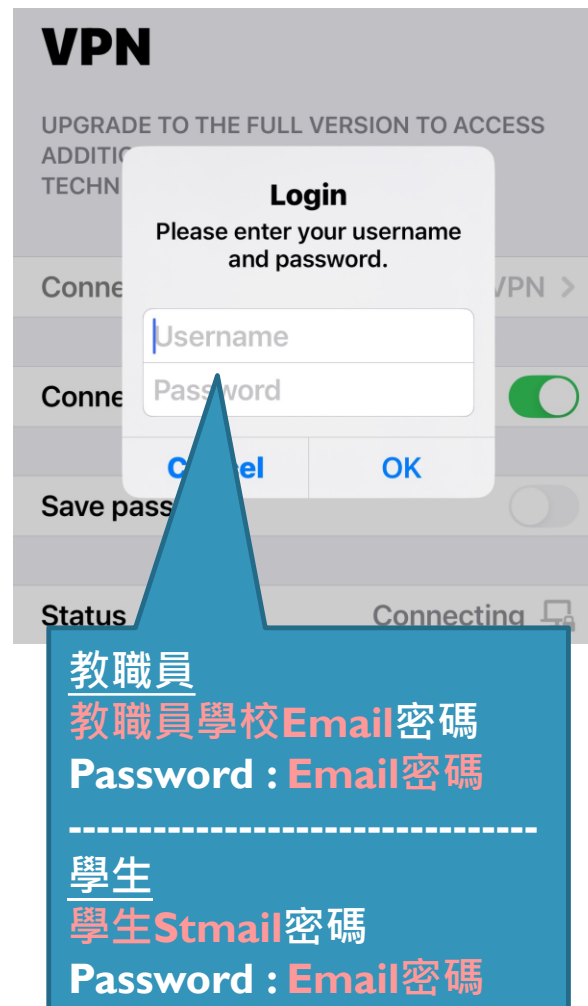 VPN
UPGRADE TO THE FULL VERSION TO ACCESS
ADDITIC
TECHN
Login
Please enter your username
and password.
Conne
VPN >
Username
Password
Conne
OK
Save pass
Status
Connecting
教職員
教職員學校Email密碼
Password : Email密碼
----------------------------------
學生
學生Stmail密碼
Password : Email密碼